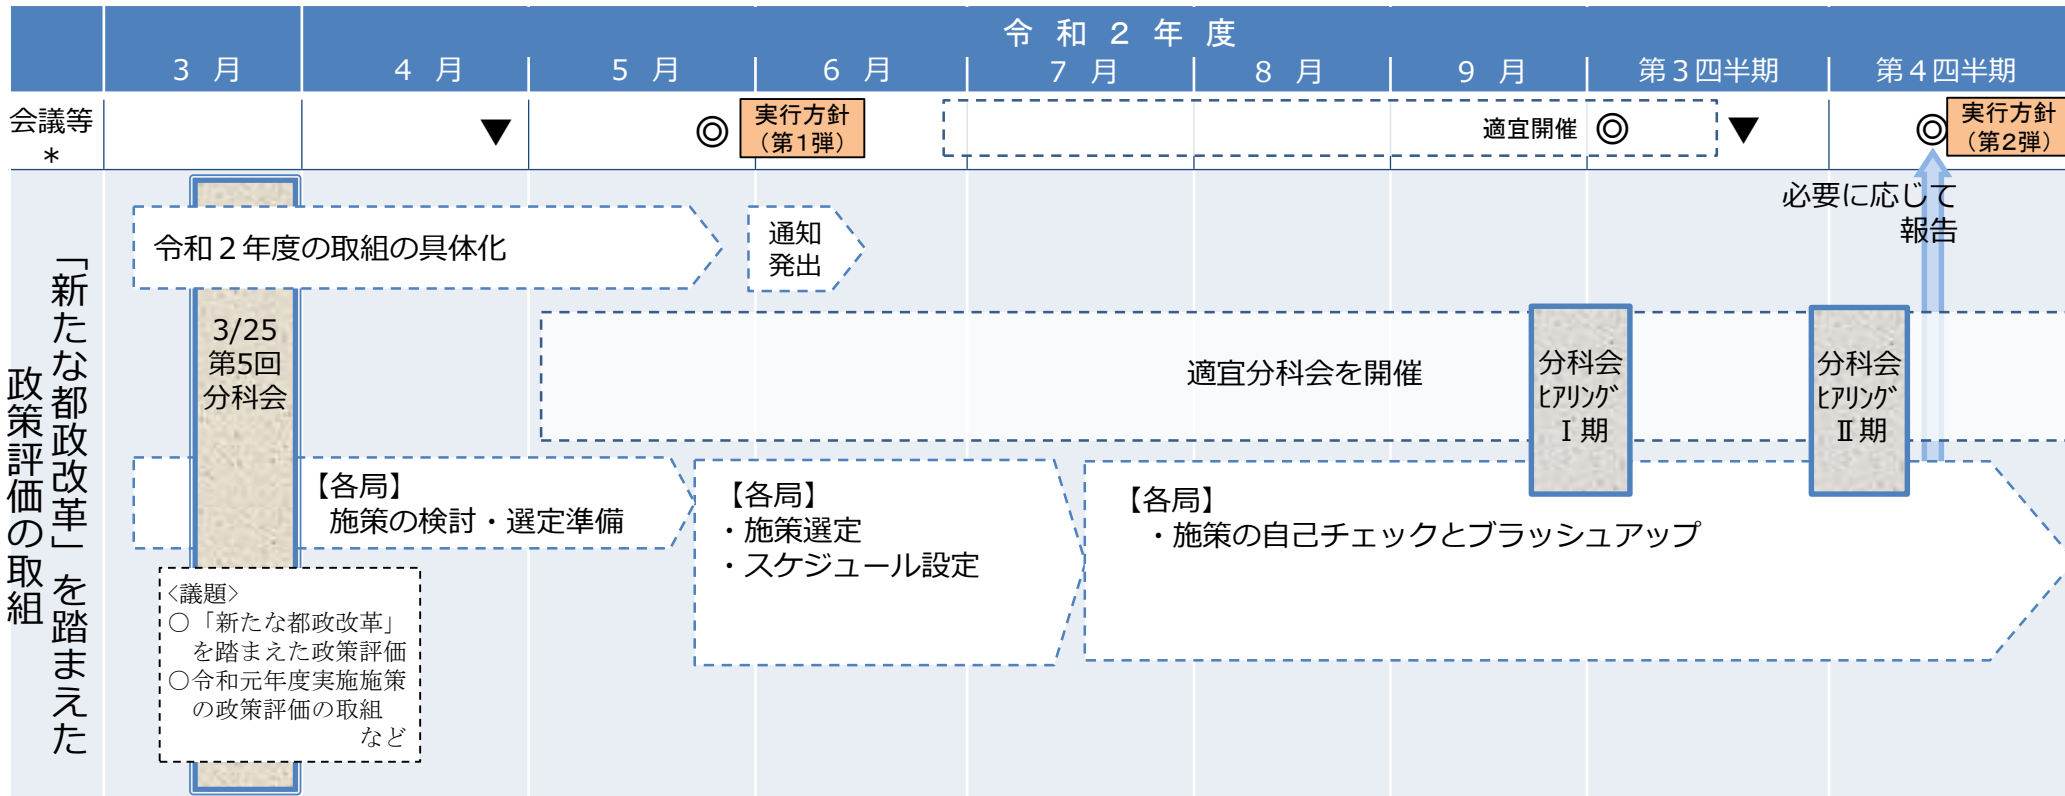 令和２年度
３月
４月
５月
６月
７月
８月
９月
第３四半期
第４四半期
会議等
＊
▼
◎
実行方針
（第1弾）
適宜開催
◎
▼
◎
実行方針
（第2弾）
「新たな都政改革」を踏まえた
政策評価の取組
令和２年度の取組の具体化
通知
発出
必要に応じて
報告
3/25
第5回
分科会
適宜分科会を開催
分科会
ﾋｱﾘﾝｸﾞ
Ⅰ期
分科会
ﾋｱﾘﾝｸﾞ
Ⅱ期
【各局】
施策の検討・選定準備
【各局】
・施策選定
・スケジュール設定
【各局】
・施策の自己チェックとブラッシュアップ
<議題>
○「新たな都政改革」
を踏まえた政策評価
○令和元年度実施施策
の政策評価の取組
など